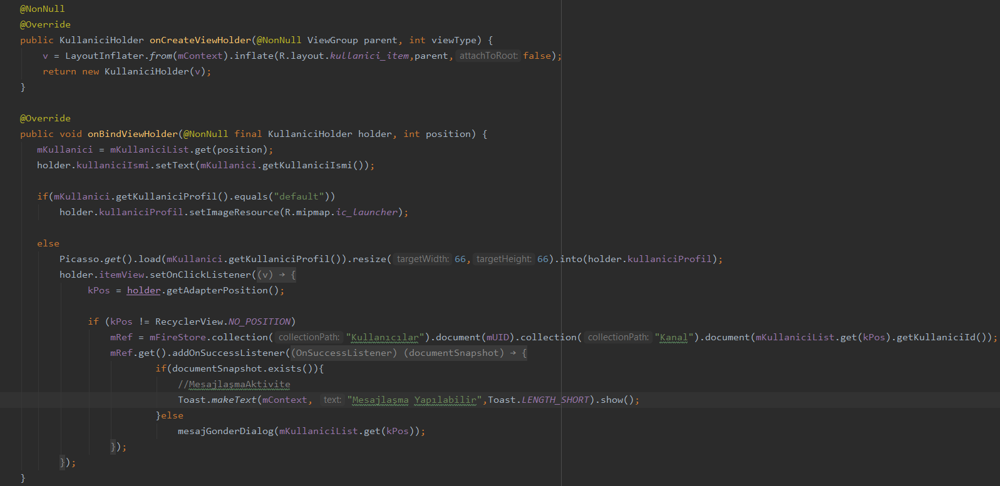 @NonNull
@Override
public KullaniciHolder onCreateViewHolder(@NonNull ViewGroup parent, int viewType) {
v = LayoutInflater.from(mContext).inflate(R.layout.kullanici_item,parent, attachToRoot: false);
return new KullaniciHolder(v);
}
@Override
public void onBindViewHolder(@NonNull final KullaniciHolder holder, int position) {
mKullanici = mKullaniciList.get(position);
holder.kullaniciIsmi.setText(mKullanici.getKullaniciIsmi());
if(mKullanici.getKullaniciProfil().equals("default"))
holder.kullaniciProfil.setImageResource(R.mipmap.ic_launcher);
else
Picasso.get().load(mKullanici.getKullaniciProfil()).resize( targetWidth: 66, targetHeight: 66).into(holder.kullaniciProfil);
holder.itemView.setOnClickListener((v) → {
kPos = holder.getAdapterPosition();
if (kPos != RecyclerView.NO_POSITION)
mRef = mFireStore.collection( collectionPath: "Kullanıcılar").document(mUID).collection( collectionPath: "Kanal").document(mKullaniciList.get(kPos).getKullaniciId());
mRef.get().addOnSuccessListener((OnSuccessListener) (documentSnapshot) → {
if(documentSnapshot.exists()){
//MesajlaşmaAktivite
Toast.makeText(mContext, text: "Mesajlaşma Yapılabilir",Toast.LENGTH_SHORT).show();
}else
mesajGonderDialog(mKullaniciList.get(kPos));
});
});
}